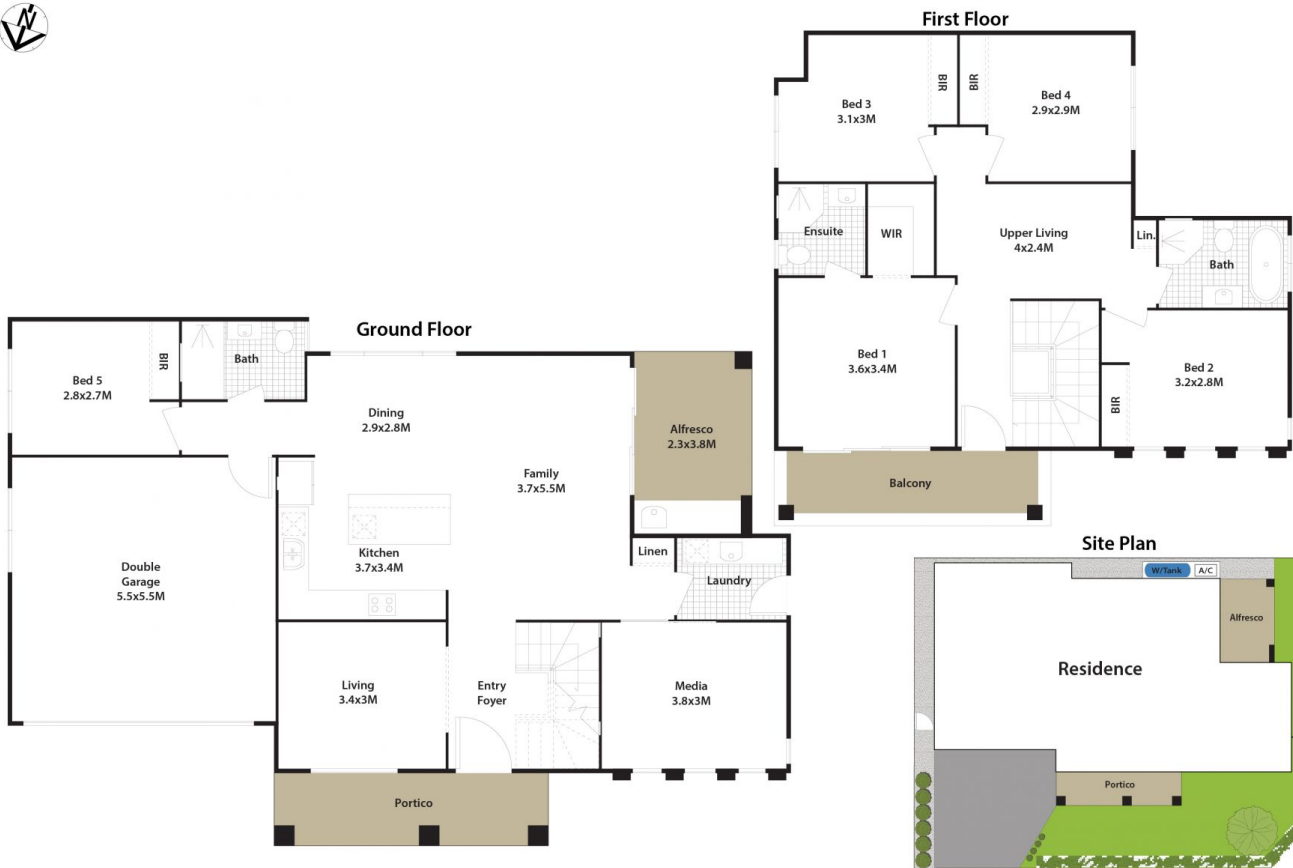 N
First Floor
Bed 3
3.1x3M
BIR
BIR
Bed 4
2.9x2.9M
Ensuite
WIR
Upper Living
4x2.4M
Lin.
Bath
Bed 1
3.6x3.4M
Bed 2
3.2x2.8M
BIR
Balcony
Ground Floor
Bed 5
2.8x2.7M
BIR
Bath
Dining
2.9x2.8M
Alfresco
2.3x3.8M
Family
3.7x5.5M
Kitchen
3.7x3.4M
Linen
Laundry
Double
Garage
5.5x5.5M
Living
3.4x3M
Entry
Foyer
Media
3.8x3M
Portico
Site Plan
W/Tank
A/C
Alfresco
Residence
Portico